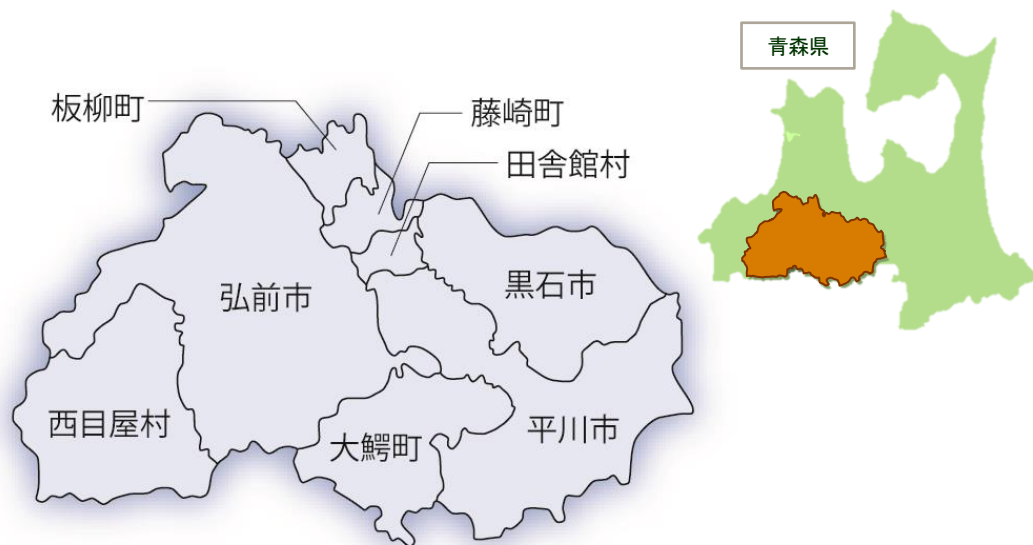 青森県
板柳町
藤崎町
田舎館村
黒石市
弘前市
西目屋村
大鰐町
平川市